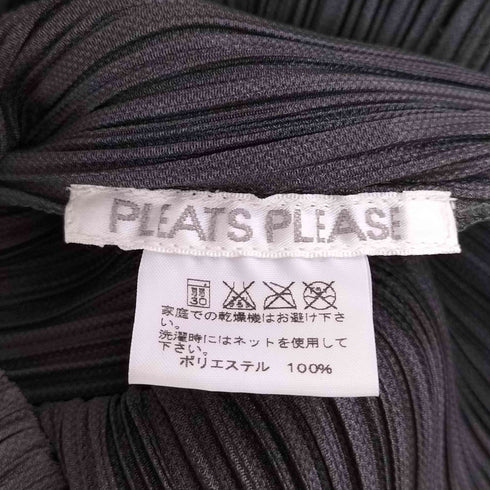 PLEATS PLEASE
30
家庭での乾燥機はお避け下さ
い。
洗濯時にはネットを使用して
下さい。
ポリエステル 100%